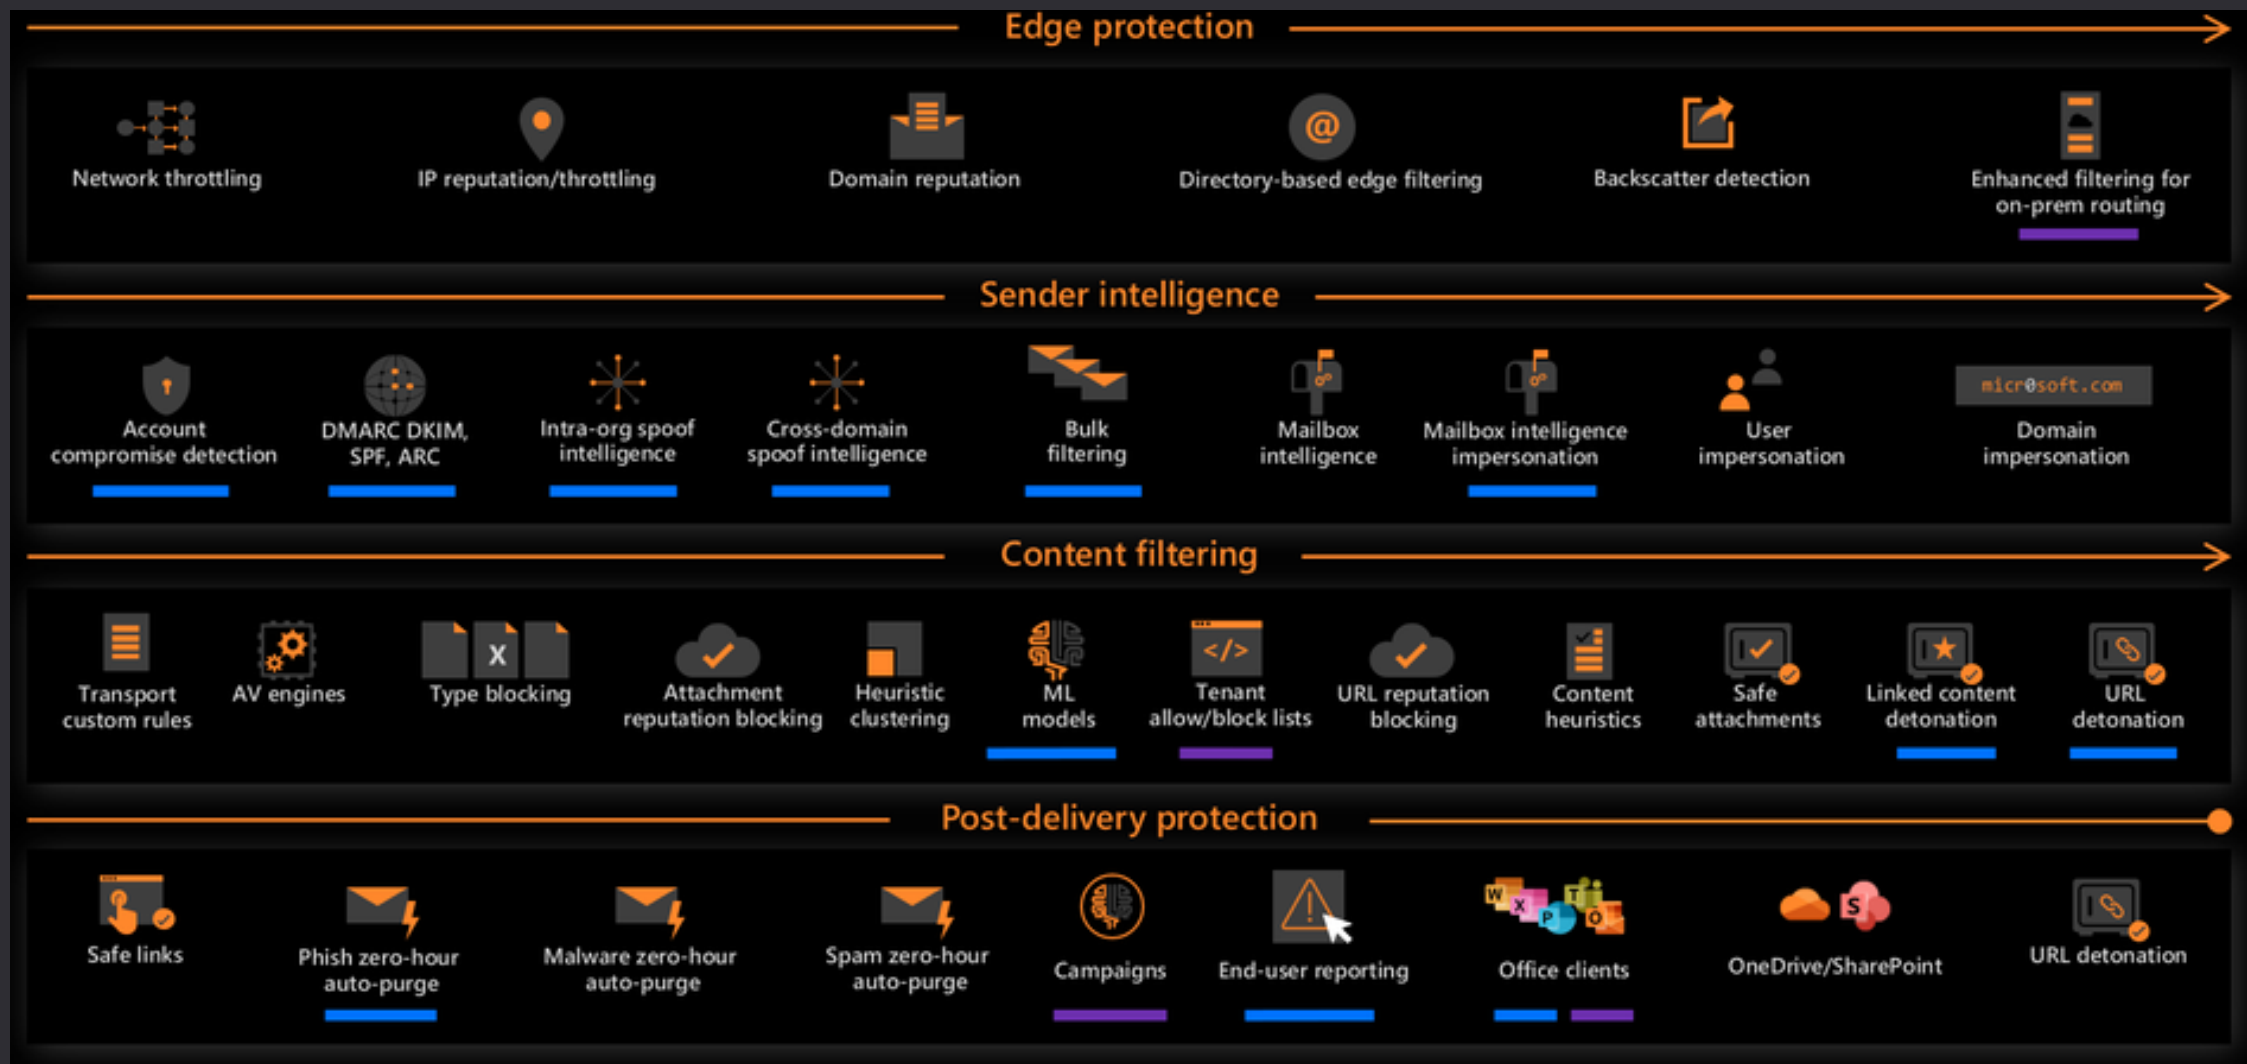 Edge protection
Network throttling
IP reputation/throttling
Domain reputation
Directory-based edge filtering
Backscatter detection
Enhanced filtering for
on-prem routing
Sender intelligence
Account
compromise detection
DMARC DKIM,
SPF, ARC
Intra-org spoof
intelligence
Cross-domain
spoof intelligence
Bulk
filtering
Mailbox
intelligence
Mailbox intelligence
impersonation
User
impersonation
micr0soft.com
Domain
impersonation
Content filtering
Transport
custom rules
AV engines
X
Type blocking
Attachment
reputation blocking
Heuristic
clustering
ML
models
</>
Tenant
allow/block lists
URL reputation
blocking
Content
heuristics
Safe
attachments
Linked content
detonation
URL
detonation
Post-delivery protection
Safe links
Phish zero-hour
auto-purge
Malware zero-hour
auto-purge
Spam zero-hour
auto-purge
Campaigns
End-user reporting
W
X
P
T
O
Office clients
S
OneDrive/SharePoint
URL detonation